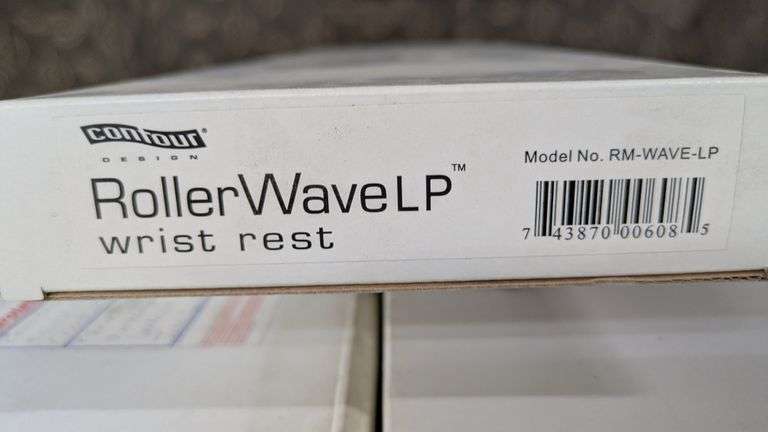 contour®
DESIGN
RollerWaveLP™
wrist rest
Model No. RM-WAVE-LP
7 43870 00608 5